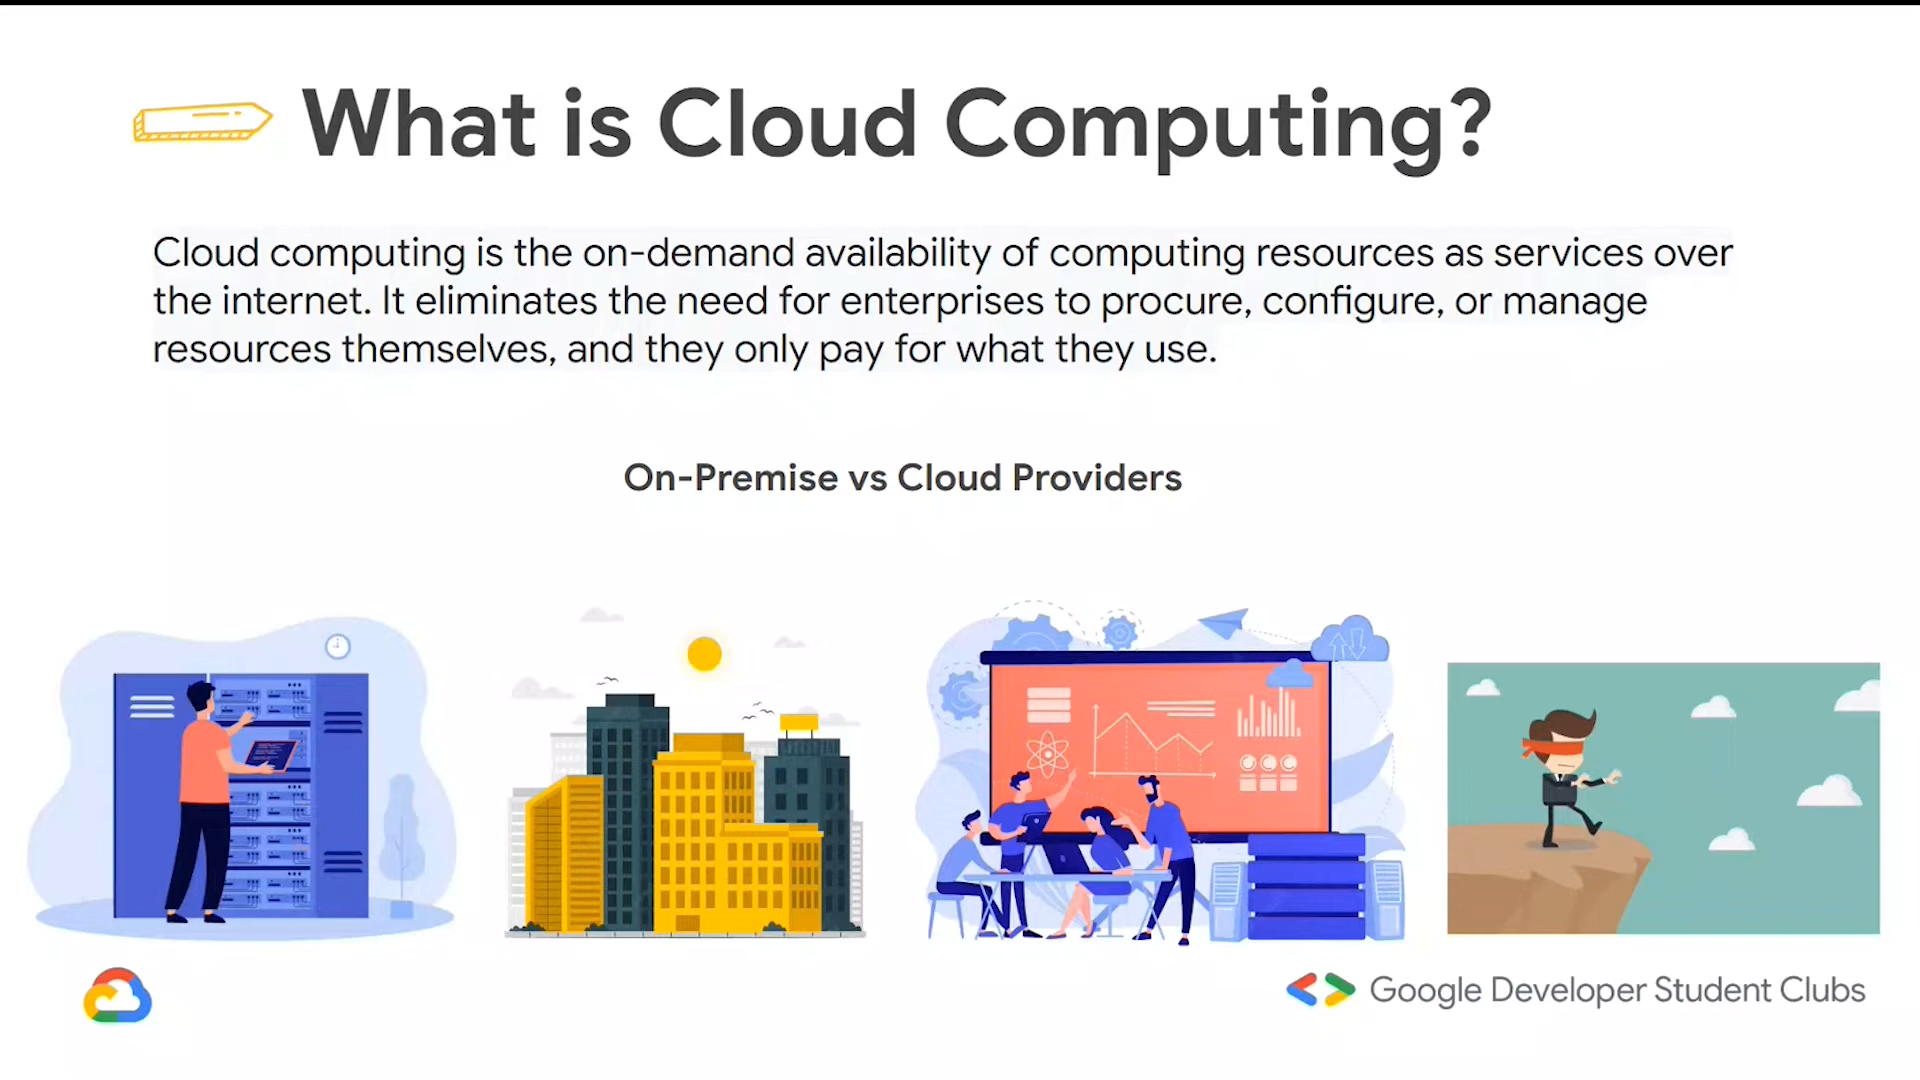 What is Cloud Computing?
Cloud computing is the on-demand availability of computing resources as services over
the internet. It eliminates the need for enterprises to procure, configure, or manage
resources themselves, and they only pay for what they use.
On-Premise vs Cloud Providers
Google Developer Student Clubs